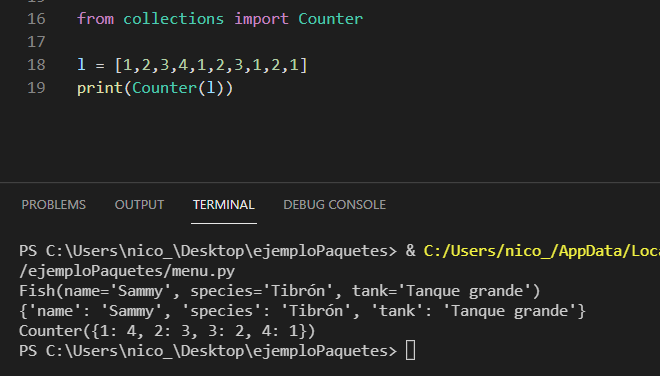 16 from collections import Counter
17
18 l = [1,2,3,4,1,2,3,1,2,1]
19 print(Counter(l))
PROBLEMS OUTPUT TERMINAL DEBUG CONSOLE
PS C:\Users\nico_\Desktop\ejemploPaquetes> & C:/Users/nico_/AppData/Loca
/ejemploPaquetes/menu.py
Fish(name='Sammy', species='Tibrón', tank='Tanque grande')
{'name': 'Sammy', 'species': 'Tibrón', 'tank': 'Tanque grande'}
Counter({1: 4, 2: 3, 3: 2, 4: 1})
PS C:\Users\nico_\Desktop\ejemploPaquetes>